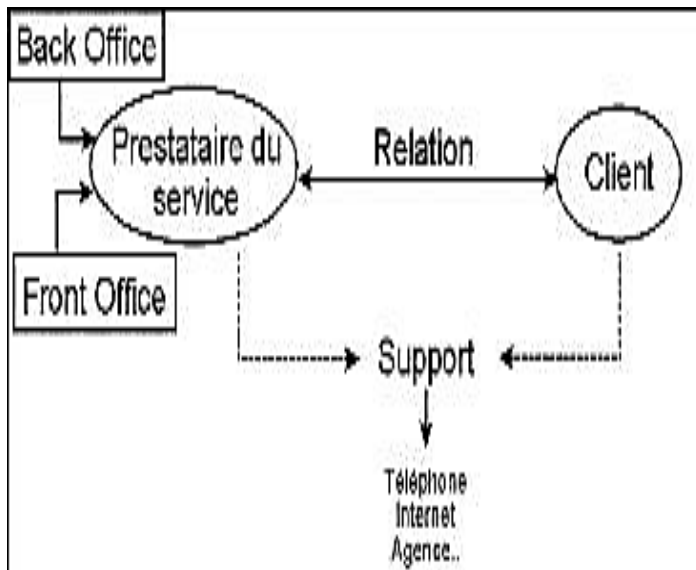 Back Office
Prestataire du
service
Relation
Client
Front Office
Support
Téléphone
Internet
Agence..